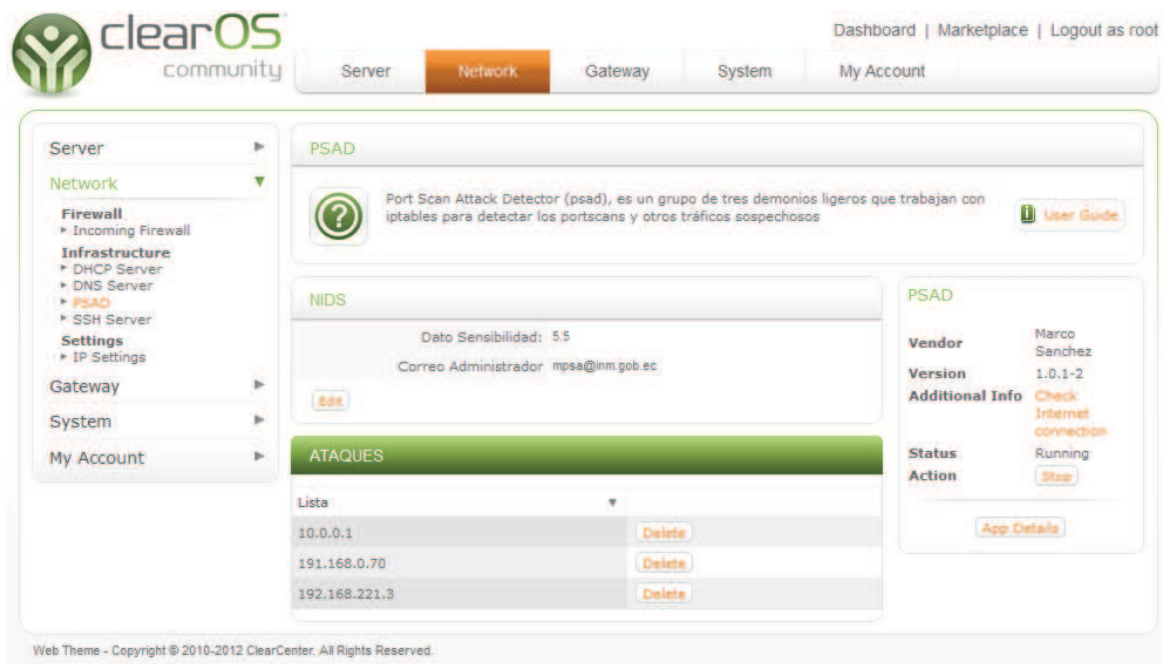 clearOS
community
Dashboard | Marketplace | Logout as root
Server
Network
Gateway
System
My Account
Server
Network
Firewall
Incoming Firewall
Infrastructure
DHCP Server
DNS Server
PSAD
SSH Server
Settings
IP Settings
Gateway
System
My Account
PSAD
Port Scan Attack Detector (psad), es un grupo de tres demonios ligeros que trabajan con
iptables para detectar los portscans y otros tráficos sospechosos
User Guide
NIDS
Dato Sensibilidad: 5.5
Correo Administrador mpsa@inm.gob.ec
Edit
ATAQUES
Lista
10.0.0.1 Delete
191.168.0.70 Delete
192.168.221.3 Delete
PSAD
Vendor Marco
Sanchez
Version 1.0.1-2
Additional Info Check
Internet
connection
Status Running
Action Stop
App Details
Web Theme - Copyright © 2010-2012 ClearCenter. All Rights Reserved.